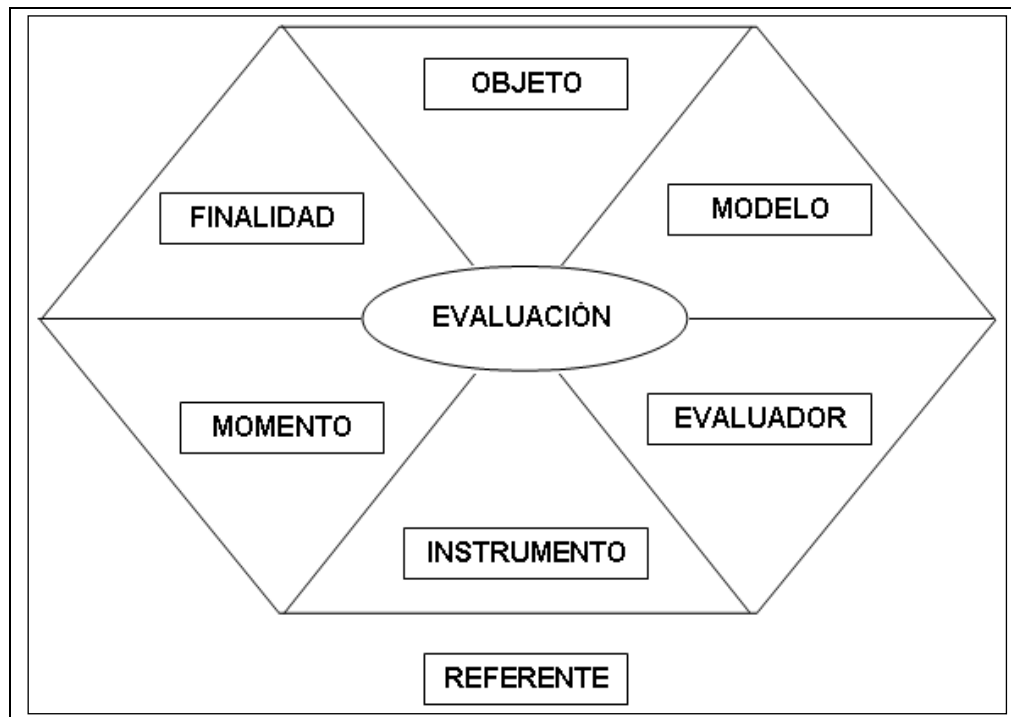 OBJETO
MODELO
FINALIDAD
EVALUACIÓN
EVALUADOR
MOMENTO
INSTRUMENTO
REFERENTE